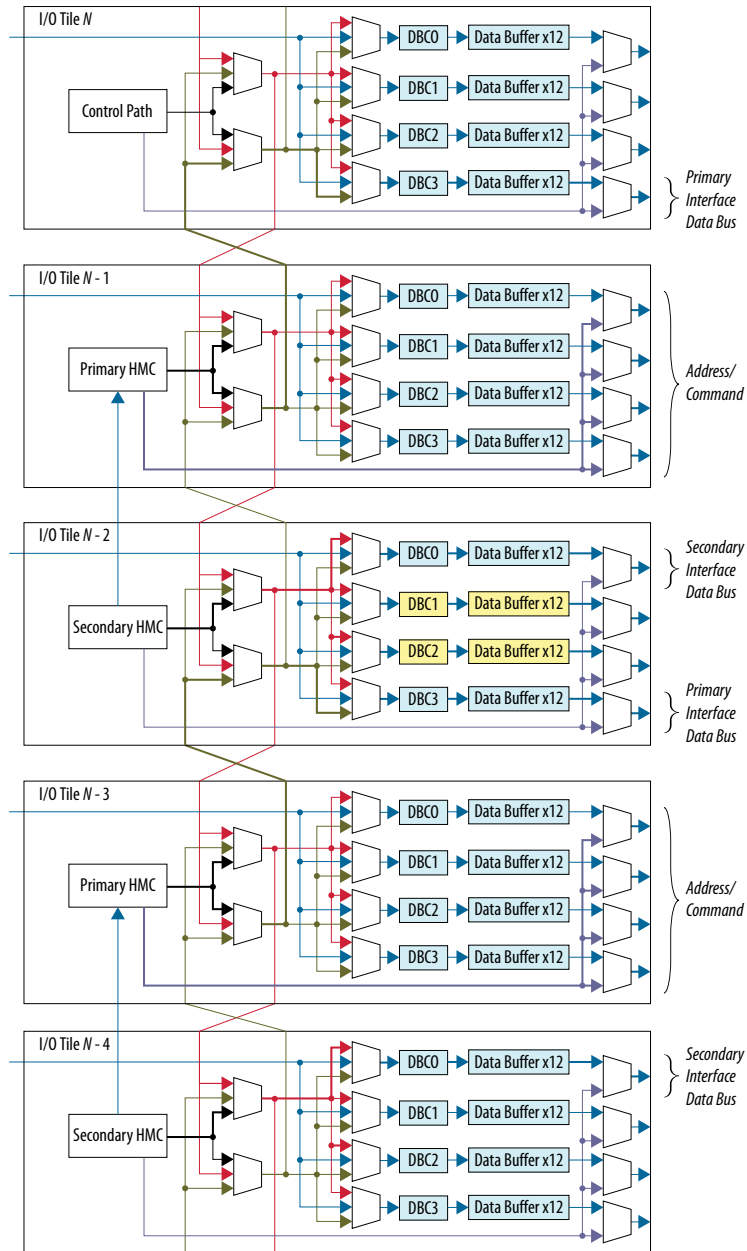 I/O Tile N
Control Path
DBC0 Data Buffer x12
DBC1 Data Buffer x12
DBC2 Data Buffer x12
DBC3 Data Buffer x12
Primary
Interface
Data Bus
I/O Tile N - 1
Primary HMC
DBC0 Data Buffer x12
DBC1 Data Buffer x12
DBC2 Data Buffer x12
DBC3 Data Buffer x12
Address/
Command
I/O Tile N - 2
Secondary HMC
DBC0 Data Buffer x12
DBC1 Data Buffer x12
DBC2 Data Buffer x12
DBC3 Data Buffer x12
Secondary
Interface
Data Bus
Primary
Interface
Data Bus
I/O Tile N - 3
Primary HMC
DBC0 Data Buffer x12
DBC1 Data Buffer x12
DBC2 Data Buffer x12
DBC3 Data Buffer x12
Address/
Command
I/O Tile N - 4
Secondary HMC
DBC0 Data Buffer x12
DBC1 Data Buffer x12
DBC2 Data Buffer x12
DBC3 Data Buffer x12
Secondary
Interface
Data Bus